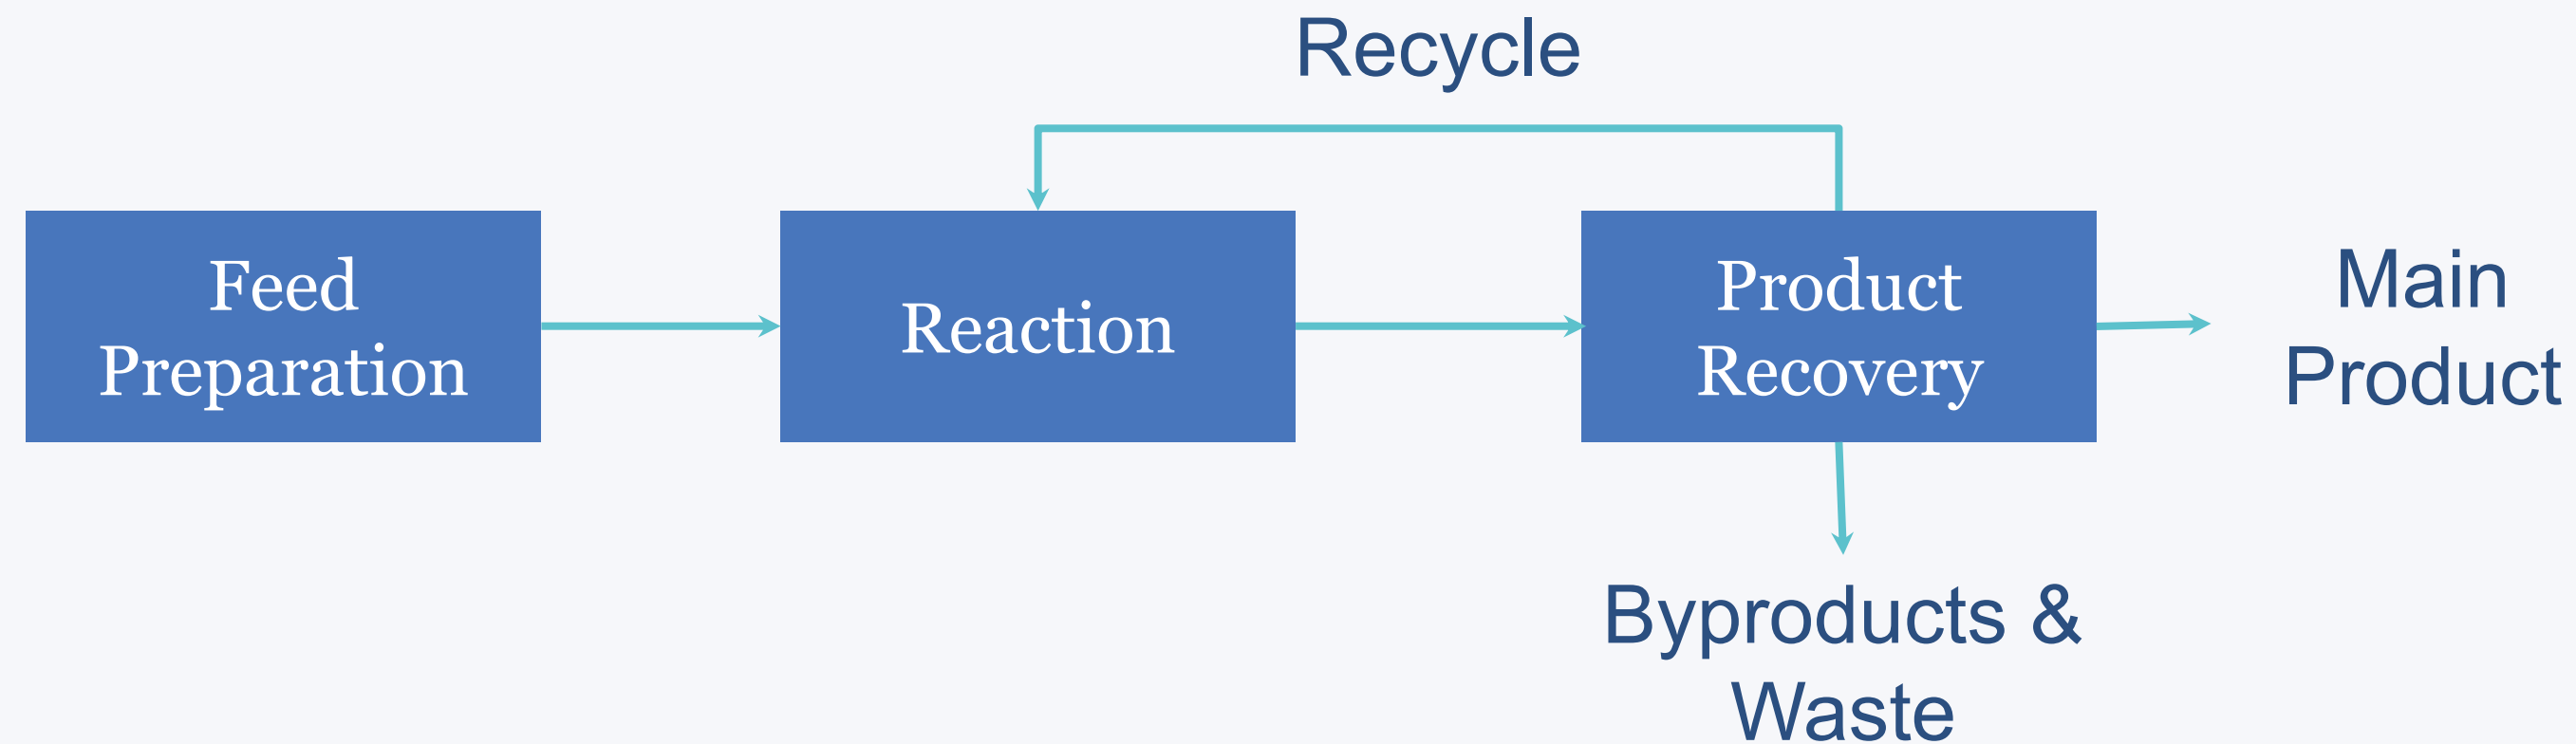 Recycle
Feed
Preparation
Reaction
Product
Recovery
Main
Product
Byproducts &
Waste